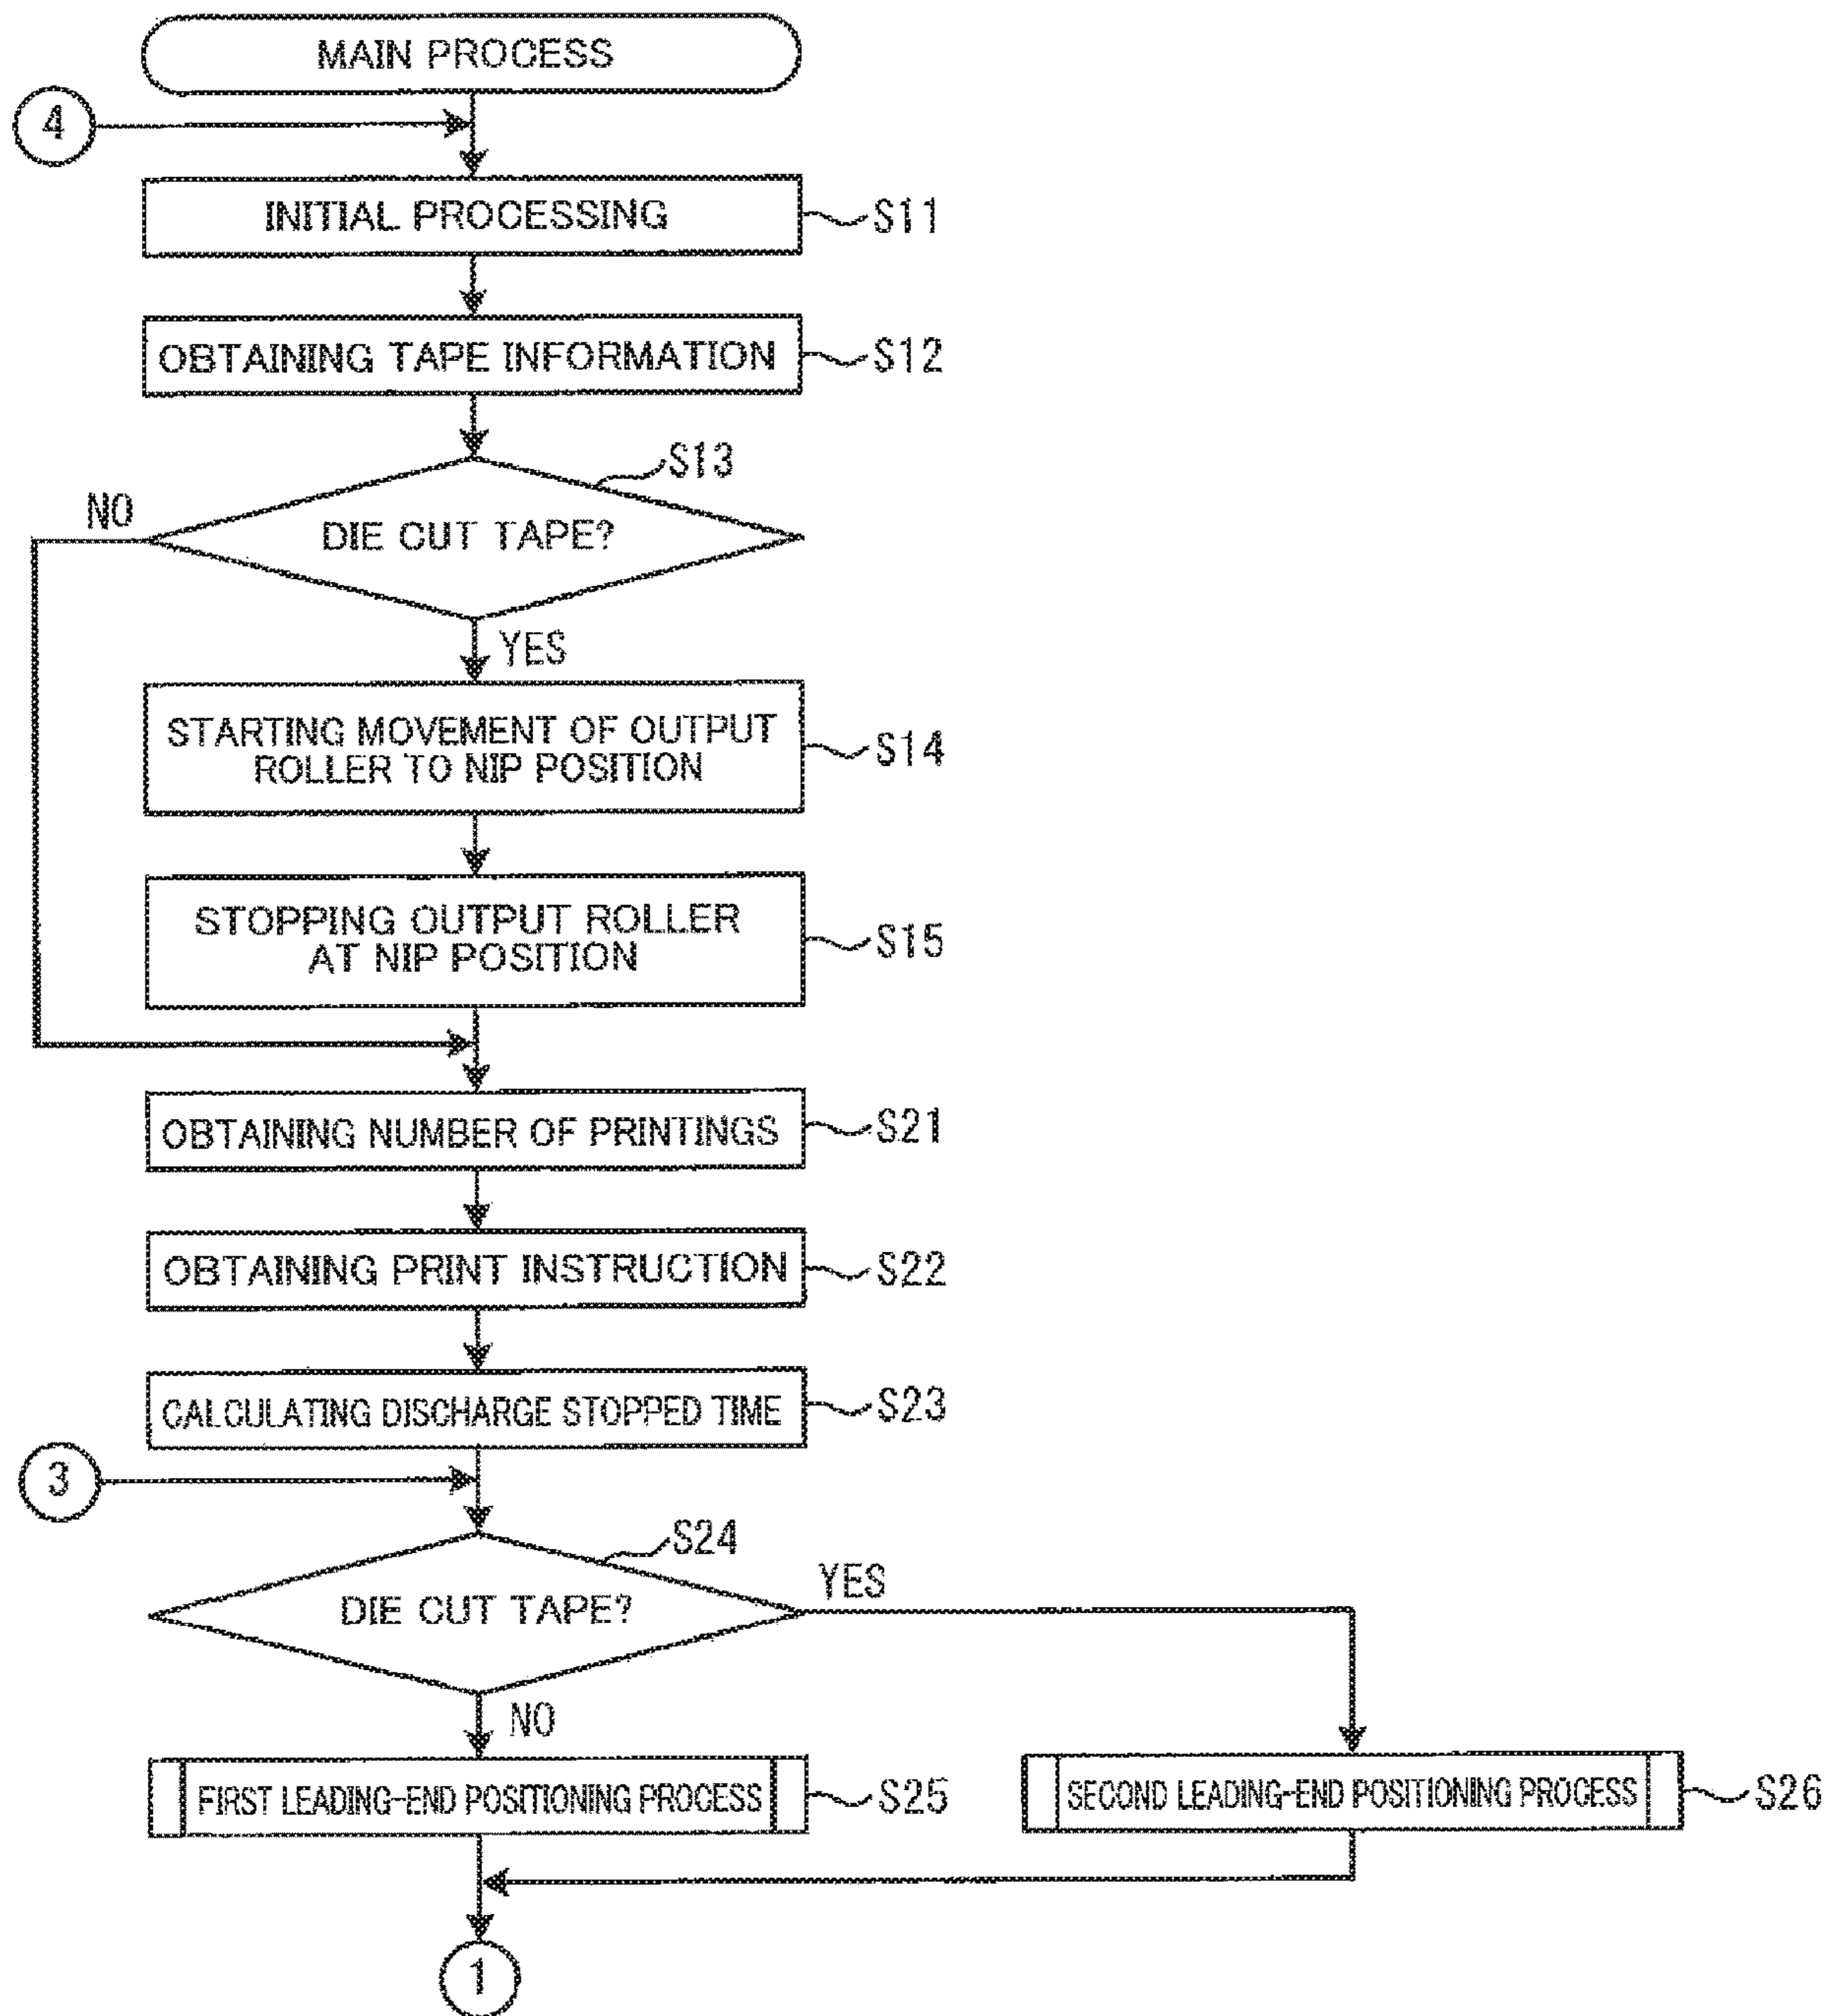 MAIN PROCESS
4
INITIAL PROCESSING
S11
OBTAINING TAPE INFORMATION
S12
S13
NO
DIE CUT TAPE?
YES
STARTING MOVEMENT OF OUTPUT
ROLLER TO NIP POSITION
S14
STOPPING OUTPUT ROLLER
AT NIP POSITION
S15
OBTAINING NUMBER OF PRINTINGS
S21
OBTAINING PRINT INSTRUCTION
S22
CALCULATING DISCHARGE STOPPED TIME
S23
3
S24
DIE CUT TAPE?
YES
NO
FIRST LEADING-END POSITIONING PROCESS
S25
SECOND LEADING-END POSITIONING PROCESS
S26
1